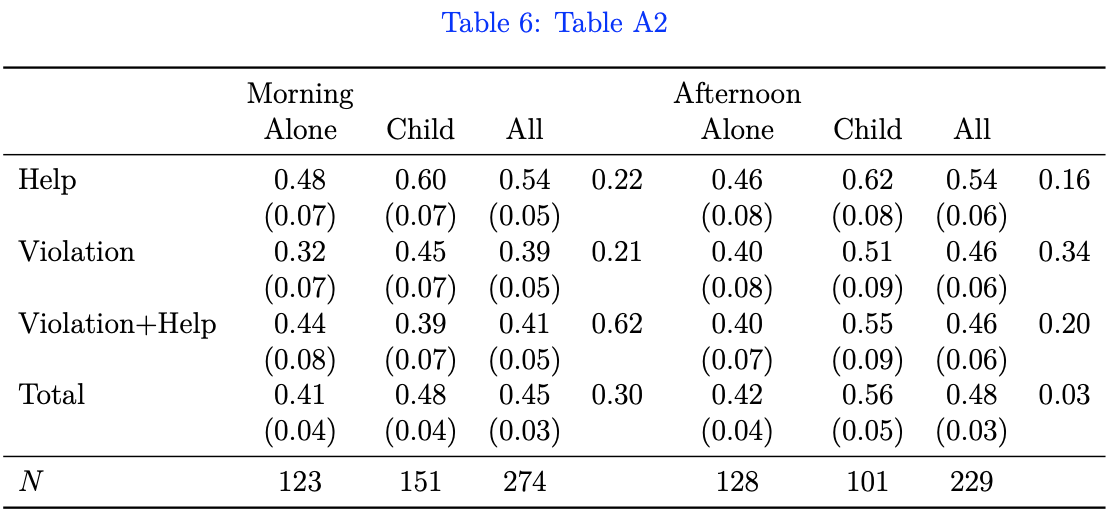 Table 6: Table A2
Morning Afternoon
Alone Child All Alone Child All
Help 0.48 0.60 0.54 0.22 0.46 0.62 0.54 0.16
(0.07) (0.07) (0.05) (0.08) (0.08) (0.06)
Violation 0.32 0.45 0.39 0.21 0.40 0.51 0.46 0.34
(0.07) (0.07) (0.05) (0.08) (0.09) (0.06)
Violation+Help 0.44 0.39 0.41 0.62 0.40 0.55 0.46 0.20
(0.08) (0.07) (0.05) (0.07) (0.09) (0.06)
Total 0.41 0.48 0.45 0.30 0.42 0.56 0.48 0.03
(0.04) (0.04) (0.03) (0.04) (0.05) (0.03)
N 123 151 274 128 101 229